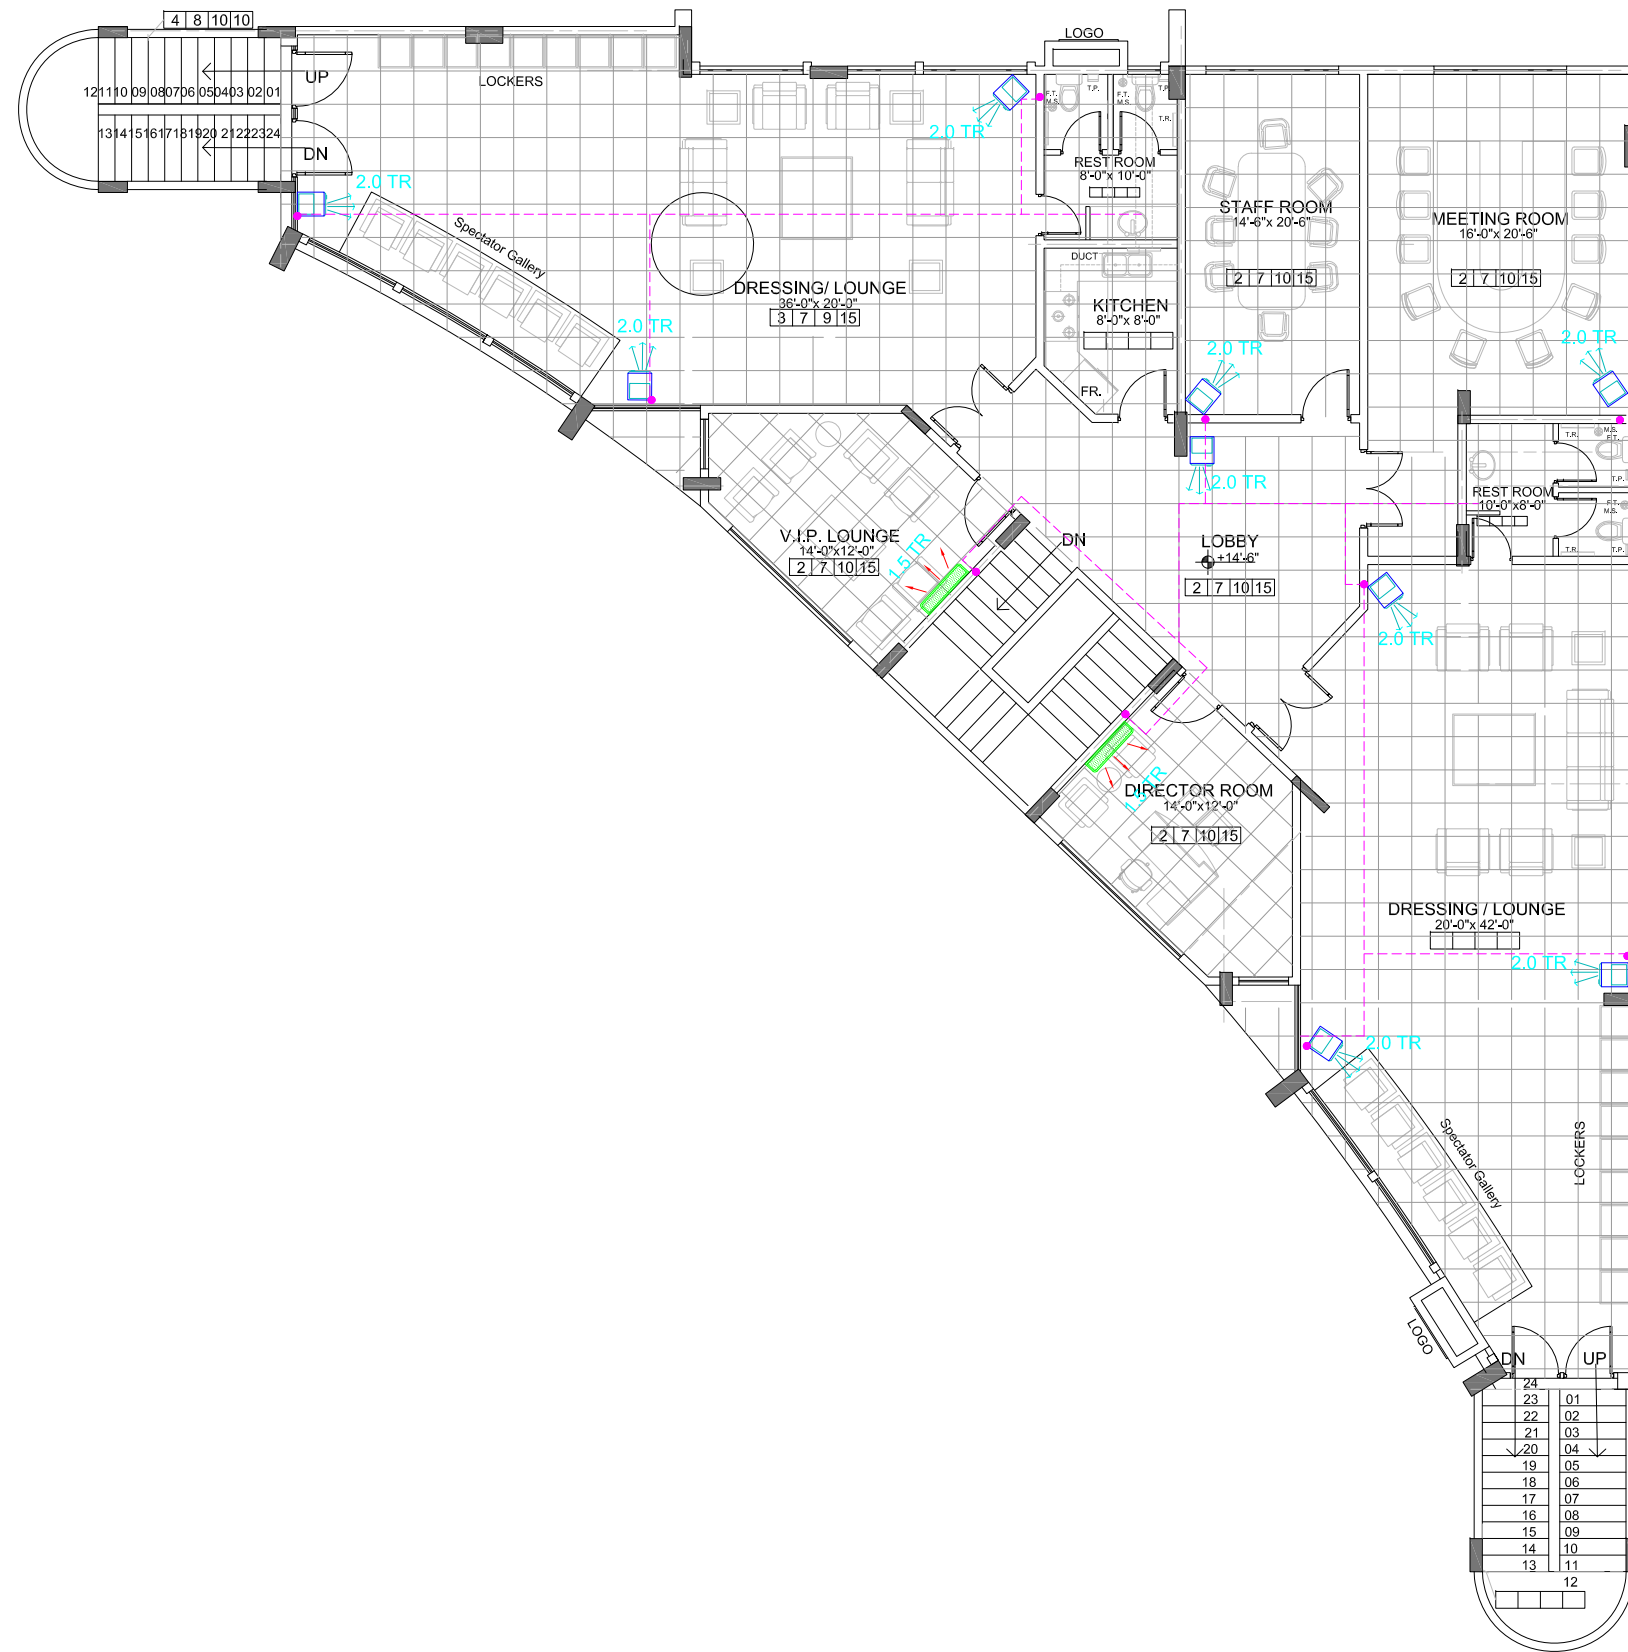 4 8 10 10
LOGO
UP
LOCKERS
12 11 10 09 08 07 06 05 04 03 02 01
13 14 15 16 17 18 19 20 21 22 23 24
DN
2.0 TR
Spectator Gallery
2.0 TR
DRESSING/ LOUNGE
36'-0"x 20'-0"
3 7 9 15
2.0 TR
F.T.
M.S.
T.P.
F.T.
M.S.
T.P.
T.R.
REST ROOM
8'-0"x 10'-0"
DUCT
KITCHEN
8'-0"x 8'-0"
FR.
STAFF ROOM
14'-6"x 20'-6"
2 7 10 15
2.0 TR
MEETING ROOM
16'-0"x 20'-6"
2 7 10 15
2.0 TR
2.0 TR
T.R.
M.S.
F.T.
T.P.
REST ROOM
10'-0"x8'-0"
F.T.
M.S.
T.R.
T.P.
V.I.P. LOUNGE
14'-0"x12'-0"
2 7 10 15
1.5 TR
DN
LOBBY
+14'-6"
2 7 10 15
2.0 TR
DIRECTOR ROOM
14'-0"x12'-0"
2 7 10 15
1.5 TR
DRESSING / LOUNGE
20'-0"x 42'-0"
2.0 TR
2.0 TR
Spectator Gallery
LOCKERS
LOGO
DN
UP
24
23 01
22 02
21 03
20 04
19 05
18 06
17 07
16 08
15 09
14 10
13 11
12